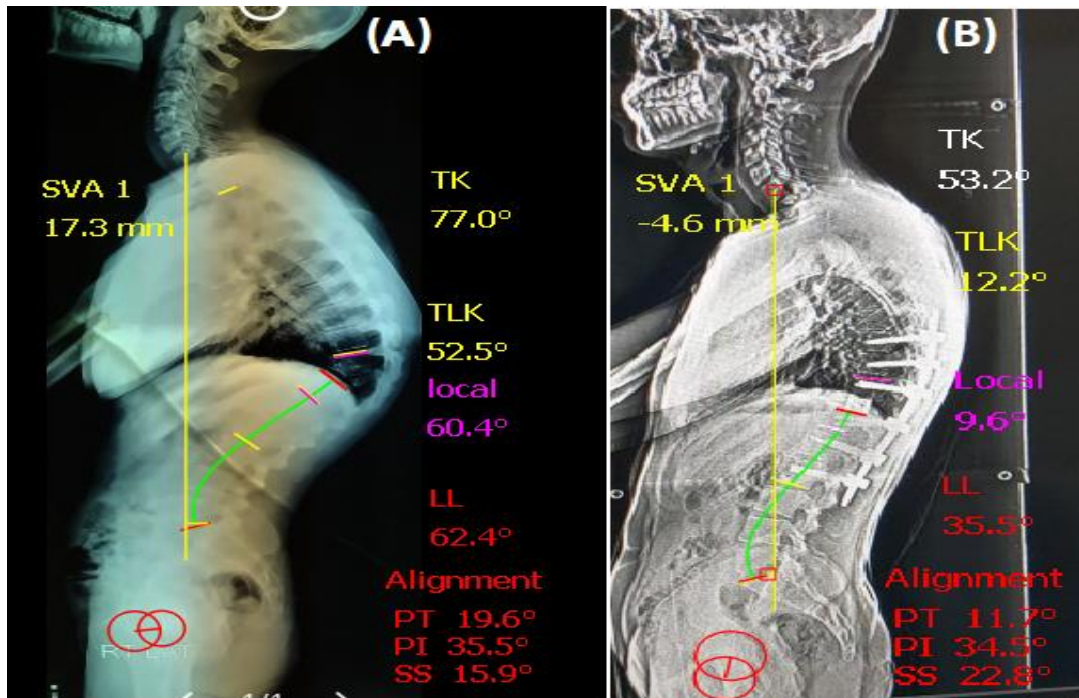 (A)
SVA 1
17.3 mm
TK
77.0°
TLK
52.5°
local
60.4°
LL
62.4°
Alignment
PT 19.6°
PI 35.5°
SS 15.9°
RT LAT
(B)
SVA 1
-4.6 mm
TK
53.2°
TLK
12.2°
Local
9.6°
LL
35.5°
Alignment
PT 11.7°
PI 34.5°
SS 22.8°